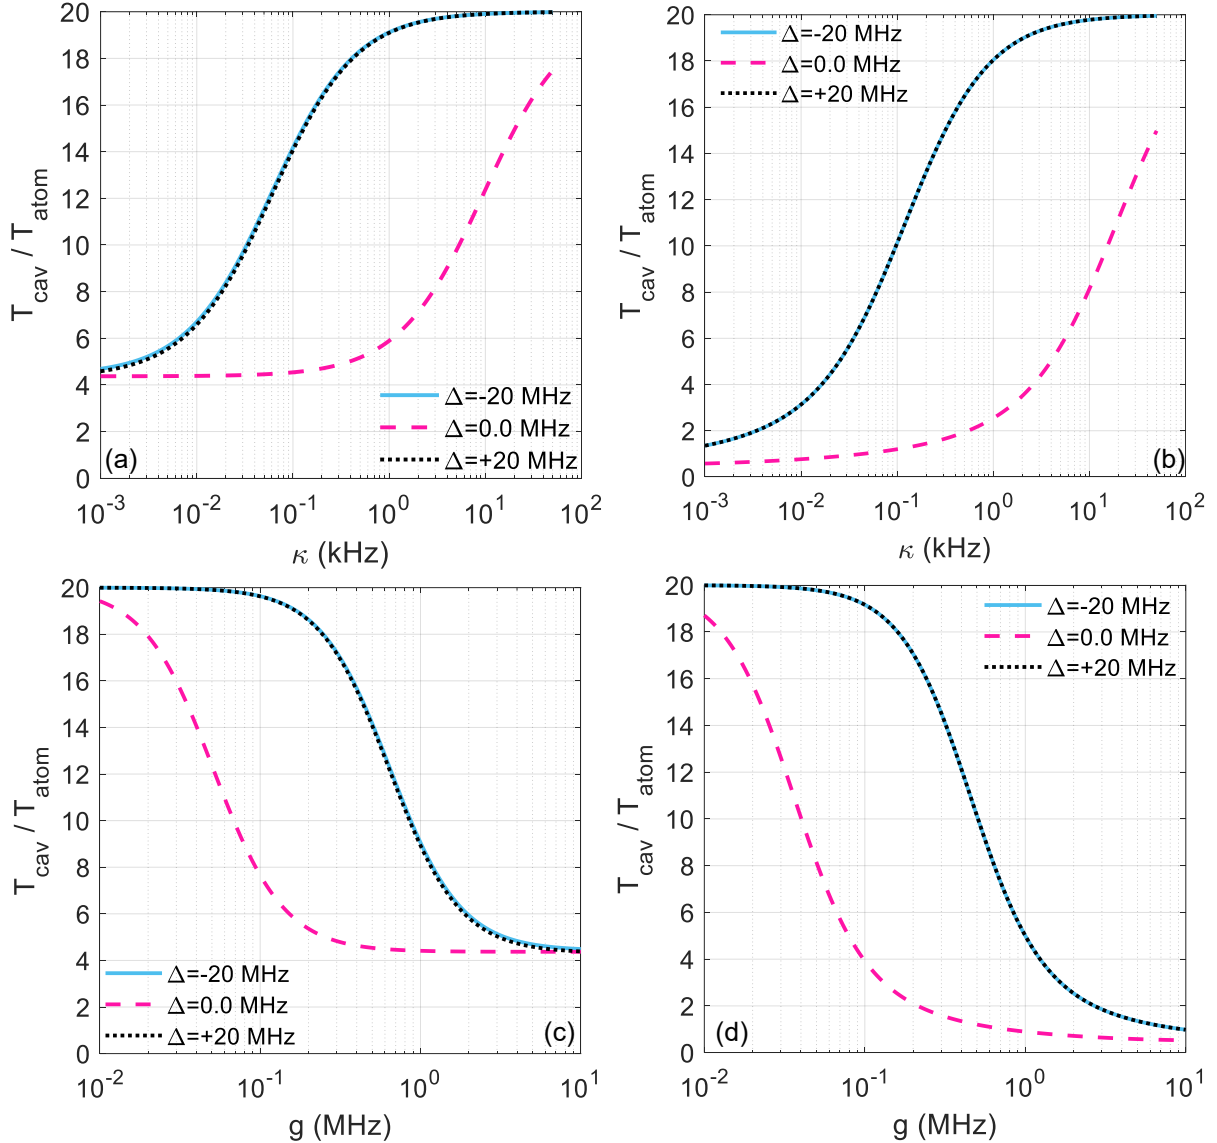 20
18
16
14
12
10
8
6
4
2
0
T_cav / T_atom
Δ=-20 MHz
Δ=0.0 MHz
Δ=+20 MHz
(a)
10^-3 10^-2 10^-1 10^0 10^1 10^2
κ (kHz)
20
18
16
14
12
10
8
6
4
2
0
T_cav / T_atom
Δ=-20 MHz
Δ=0.0 MHz
Δ=+20 MHz
(b)
10^-3 10^-2 10^-1 10^0 10^1 10^2
κ (kHz)
20
18
16
14
12
10
8
6
4
2
0
T_cav / T_atom
Δ=-20 MHz
Δ=0.0 MHz
Δ=+20 MHz
(c)
10^-2 10^-1 10^0 10^1
g (MHz)
20
18
16
14
12
10
8
6
4
2
0
T_cav / T_atom
Δ=-20 MHz
Δ=0.0 MHz
Δ=+20 MHz
(d)
10^-2 10^-1 10^0 10^1
g (MHz)